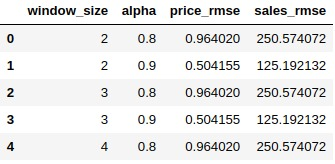 window_size alpha price_rmse sales_rmse
0 2 0.8 0.964020 250.574072
1 2 0.9 0.504155 125.192132
2 3 0.8 0.964020 250.574072
3 3 0.9 0.504155 125.192132
4 4 0.8 0.964020 250.574072